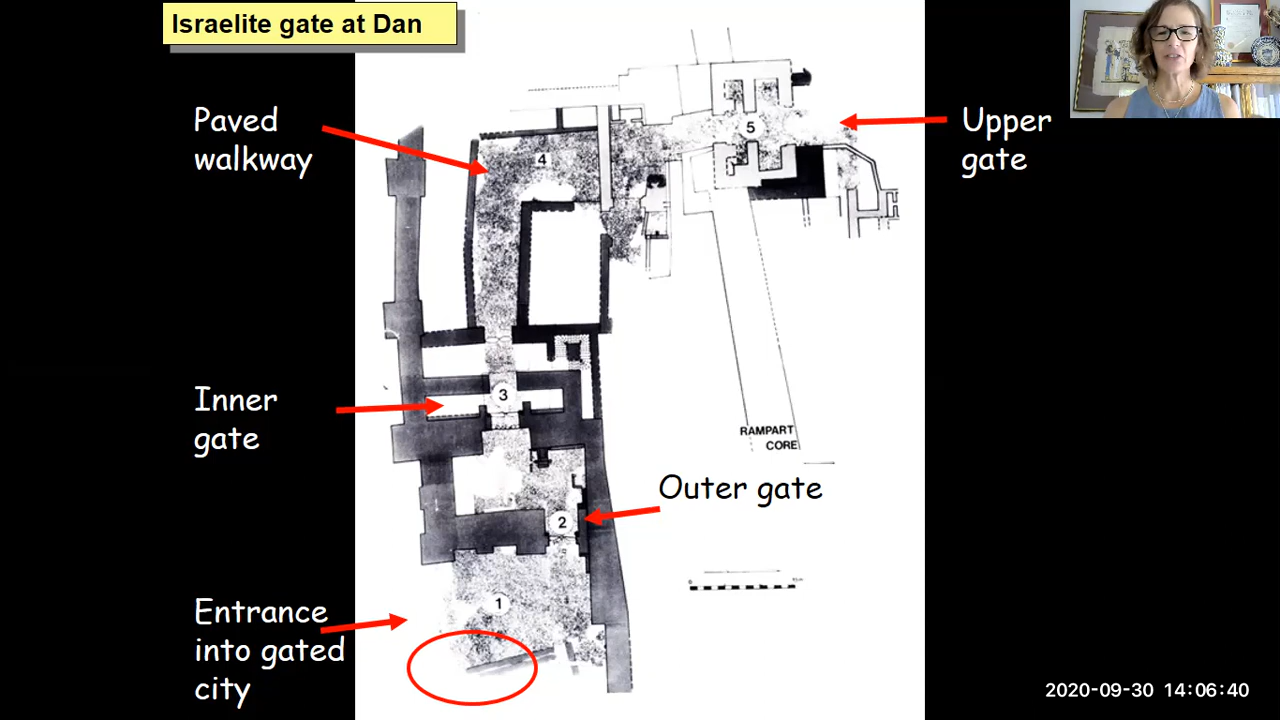 Israelite gate at Dan
Paved
walkway
Upper
gate
5
4
Inner
gate
3
RAMPART
CORE
Outer gate
2
Entrance
into gated
city
1
0
2020-09-30 14:06:40